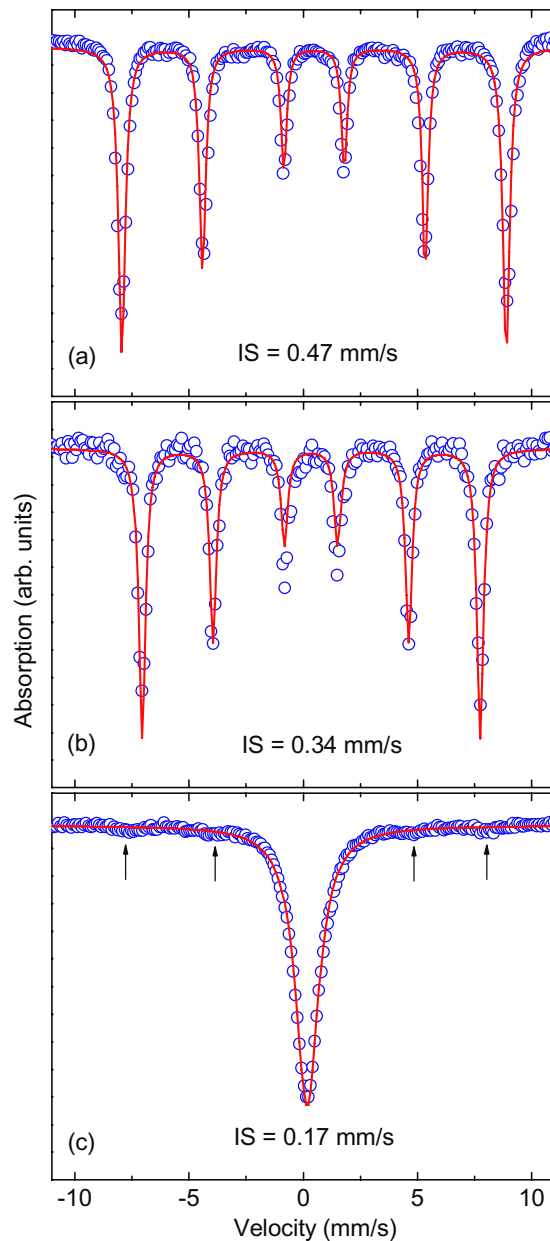 (a)
IS = 0.47 mm/s
(b)
IS = 0.34 mm/s
(c)
IS = 0.17 mm/s
Absorption (arb. units)
-10 -5 0 5 10
Velocity (mm/s)